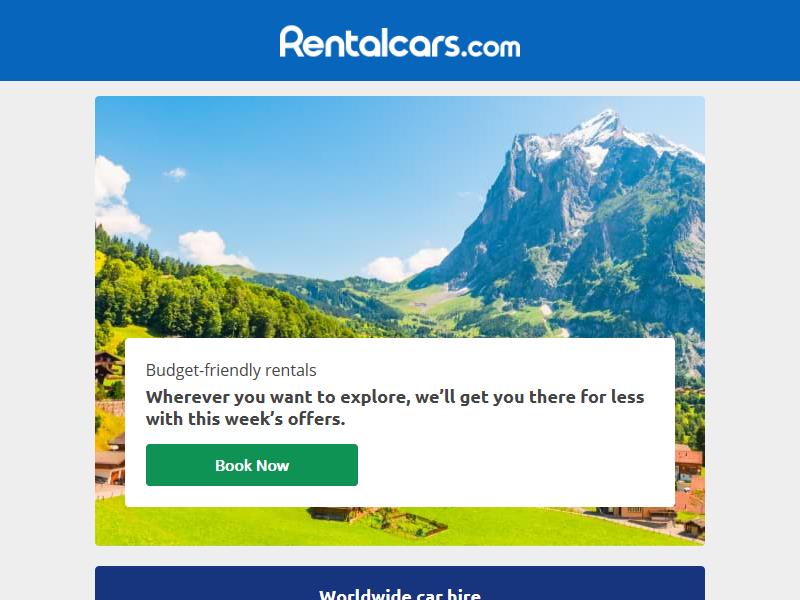 Rentalcars.com
Budget-friendly rentals
Wherever you want to explore, we’ll get you there for less
with this week’s offers.
Book Now
Worldwide car hire